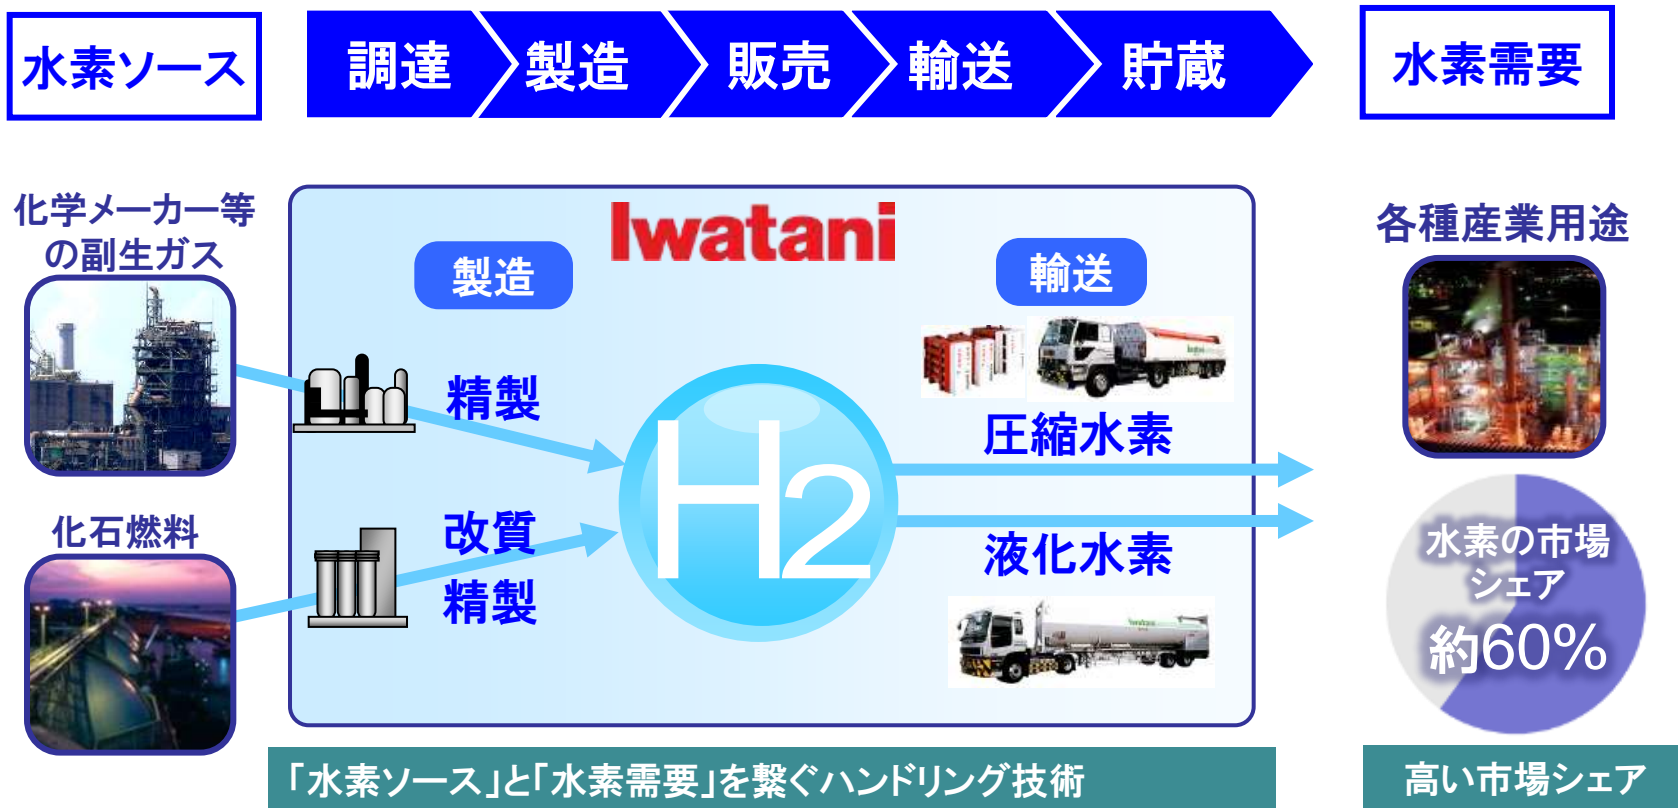 水素ソース
調達
製造
販売
輸送
貯蔵
水素需要
化学メーカー等
の副生ガス
化石燃料
Iwatani
製造
精製
改質
精製
H2
輸送
圧縮水素
液化水素
各種産業用途
水素の市場
シェア
約60%
「水素ソース」と「水素需要」を繋ぐハンドリング技術
高い市場シェア